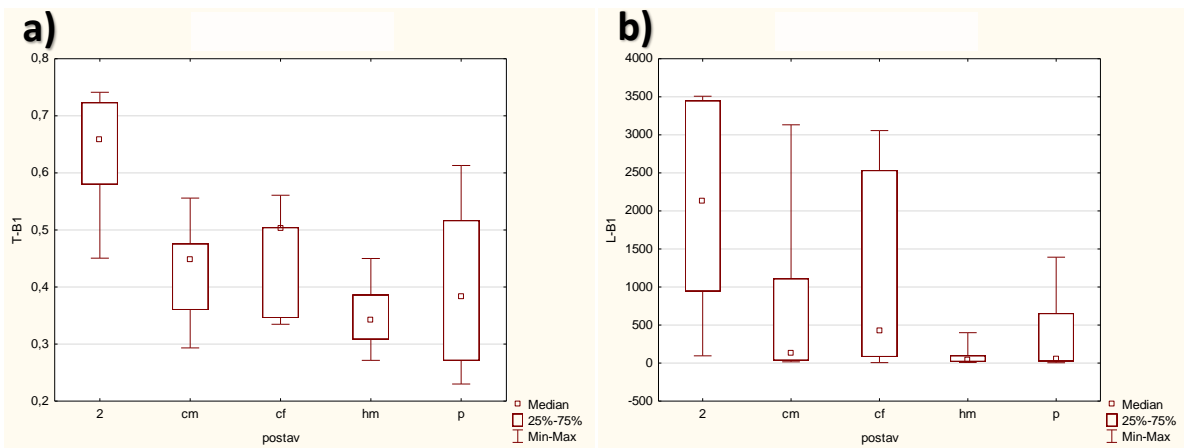 a)
0,8
0,7
0,6
0,5
0,4
0,3
0,2
T-B1
2 cm cf hm p
postav
Median
25%-75%
Min-Max
b)
4000
3500
3000
2500
2000
1500
1000
500
0
-500
L-B1
2 cm cf hm p
postav
Median
25%-75%
Min-Max